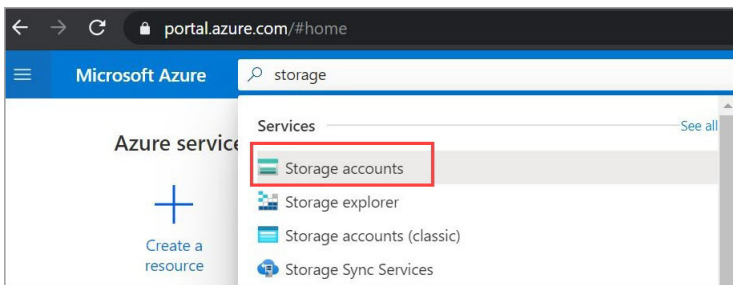 portal.azure.com/#home
Microsoft Azure
storage
Azure service
Services
See all
Storage accounts
Storage explorer
Storage accounts (classic)
Storage Sync Services
Create a
resource